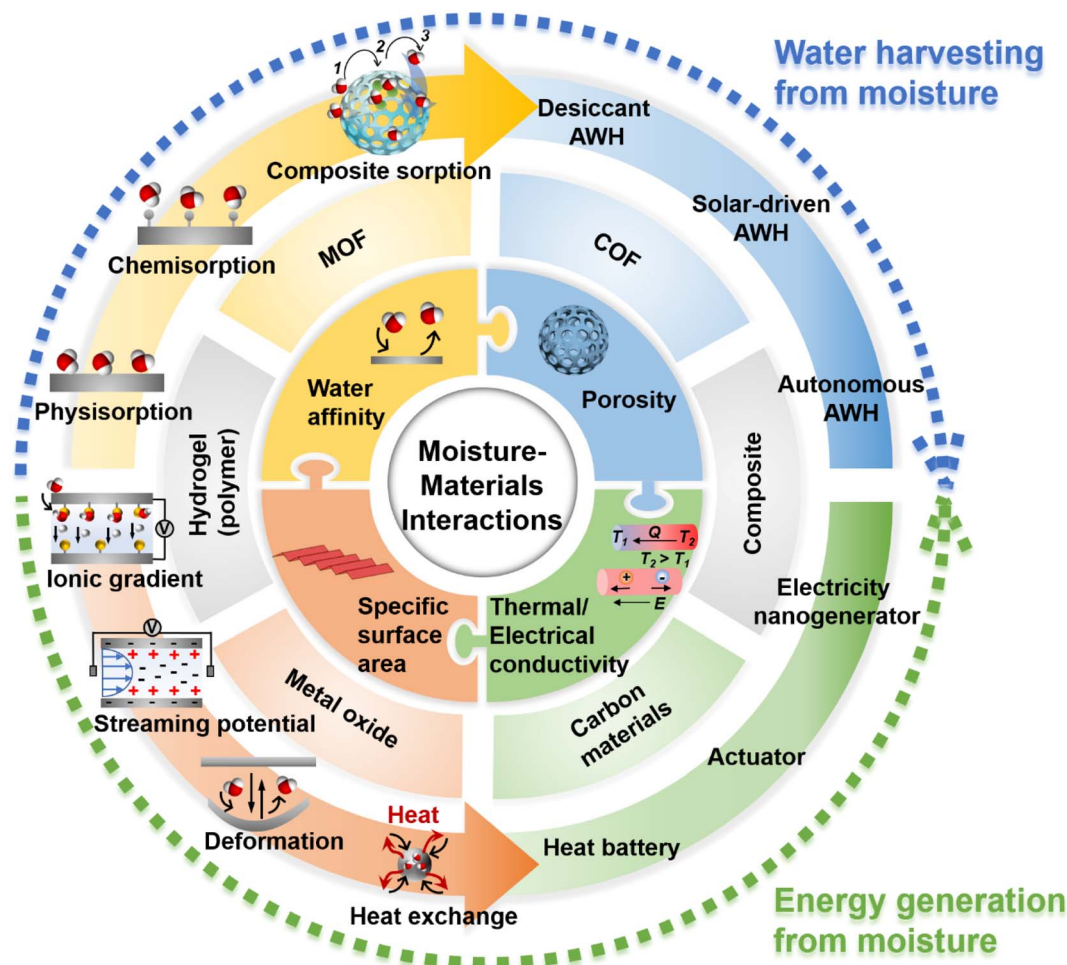 Water harvesting
from moisture
1
2
3
Composite sorption
Chemisorption
Physisorption
Desiccant
AWH
Solar-driven
AWH
Autonomous
AWH
MOF
COF
Hydrogel
(polymer)
Composite
Metal oxide
Carbon
materials
Water
affinity
Porosity
Moisture-
Materials
Interactions
Specific
surface
area
Thermal/
Electrical
conductivity
T1 Q T2
T2 > T1
+ -
E
V
Ionic gradient
V
- - - - -
+ + + + +
- - - -
- - - -
+ + + + +
- - - - -
Streaming potential
Deformation
Heat
Heat exchange
Electricity
nanogenerator
Actuator
Heat battery
Energy generation
from moisture